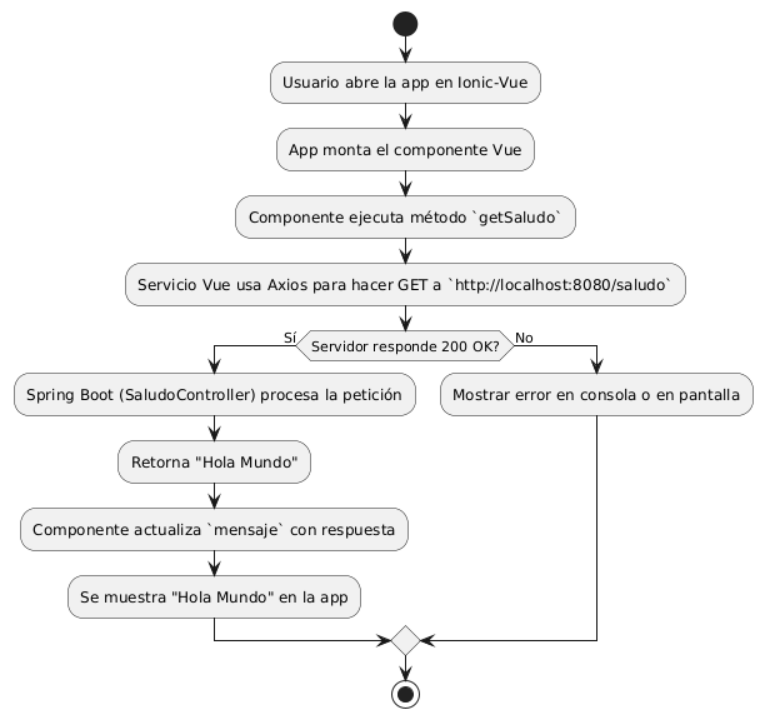 Usuario abre la app en Ionic-Vue
App monta el componente Vue
Componente ejecuta método `getSaludo`
Servicio Vue usa Axios para hacer GET a `http://localhost:8080/saludo`
Sí
Servidor responde 200 OK?
No
Spring Boot (SaludoController) procesa la petición
Mostrar error en consola o en pantalla
Retorna "Hola Mundo"
Componente actualiza `mensaje` con respuesta
Se muestra "Hola Mundo" en la app